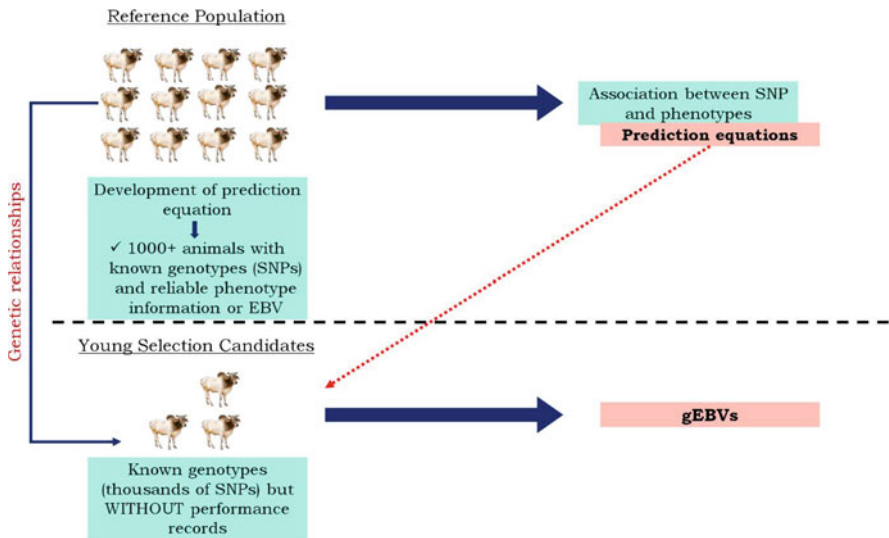 Reference Population
Association between SNP
and phenotypes
Prediction equations
Development of prediction
equation
✓ 1000+ animals with
known genotypes (SNPs)
and reliable phenotype
information or EBV
Genetic relationships
Young Selection Candidates
gEBVs
Known genotypes
(thousands of SNPs) but
WITHOUT performance
records